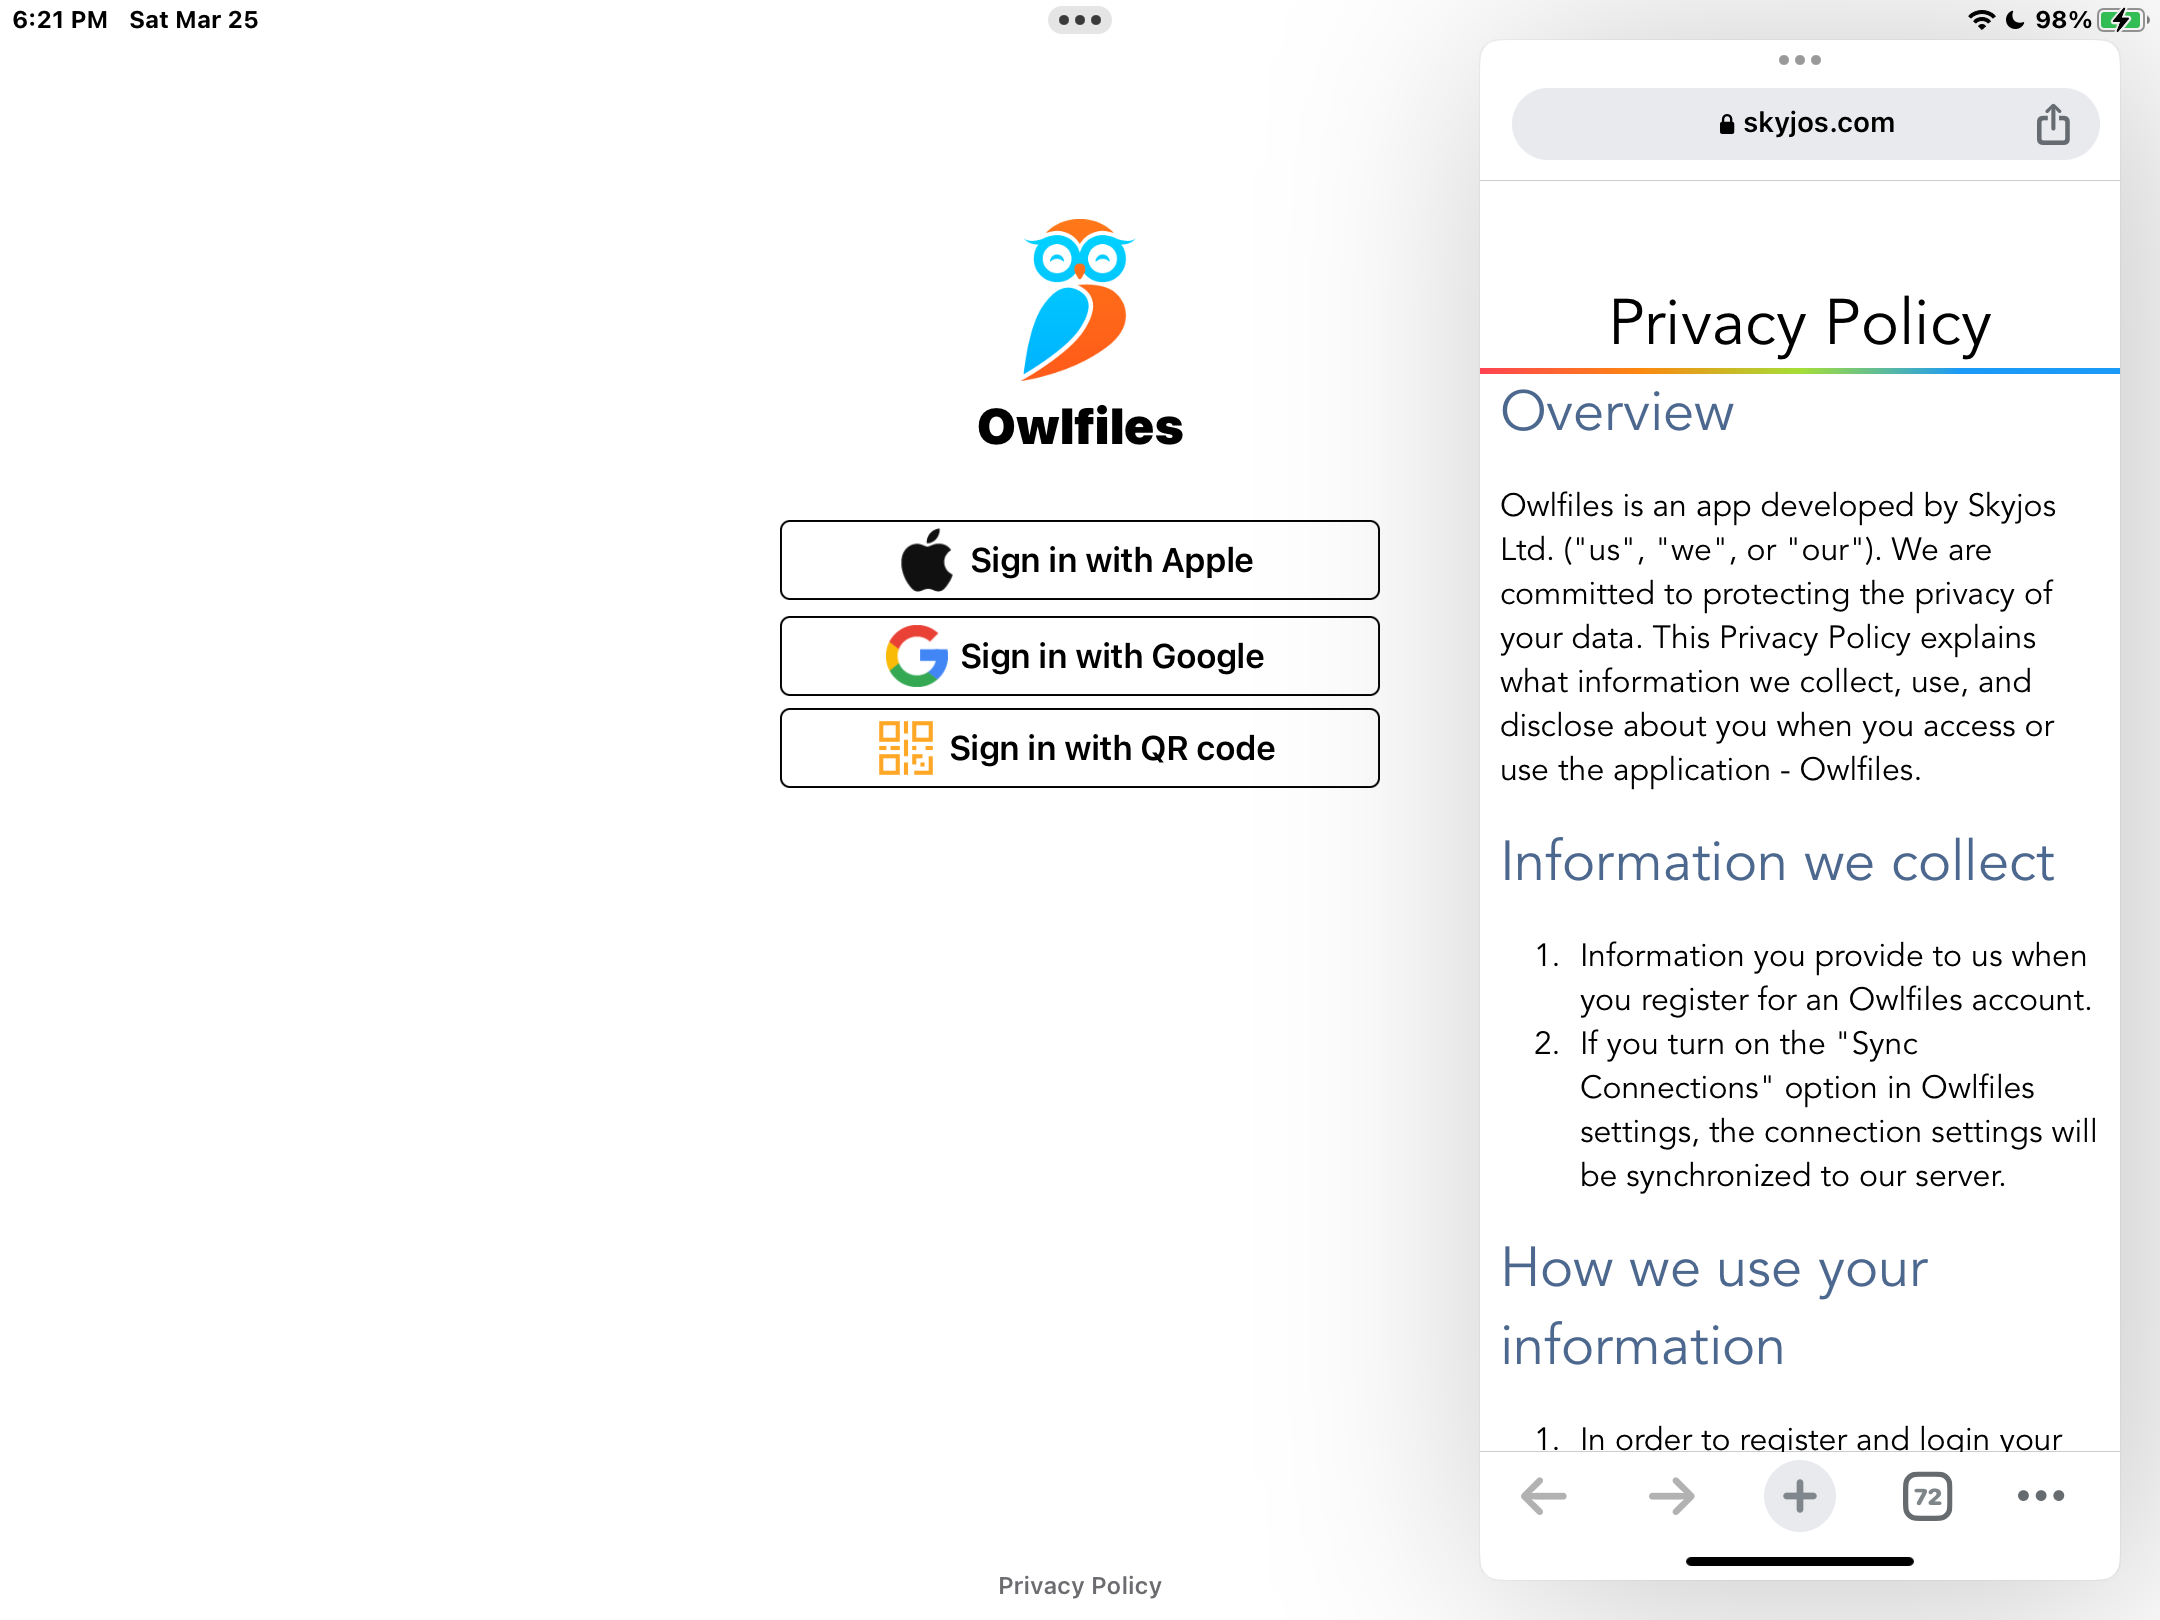 6:21 PM Sat Mar 25
98%
Owlfiles
Sign in with Apple
Sign in with Google
Sign in with QR code
Privacy Policy
skyjos.com
Privacy Policy
Overview
Owlfiles is an app developed by Skyjos
Ltd. ("us", "we", or "our"). We are
committed to protecting the privacy of
your data. This Privacy Policy explains
what information we collect, use, and
disclose about you when you access or
use the application - Owlfiles.
Information we collect
1. Information you provide to us when
you register for an Owlfiles account.
2. If you turn on the "Sync
Connections" option in Owlfiles
settings, the connection settings will
be synchronized to our server.
How we use your
information
1. In order to register and login your
72